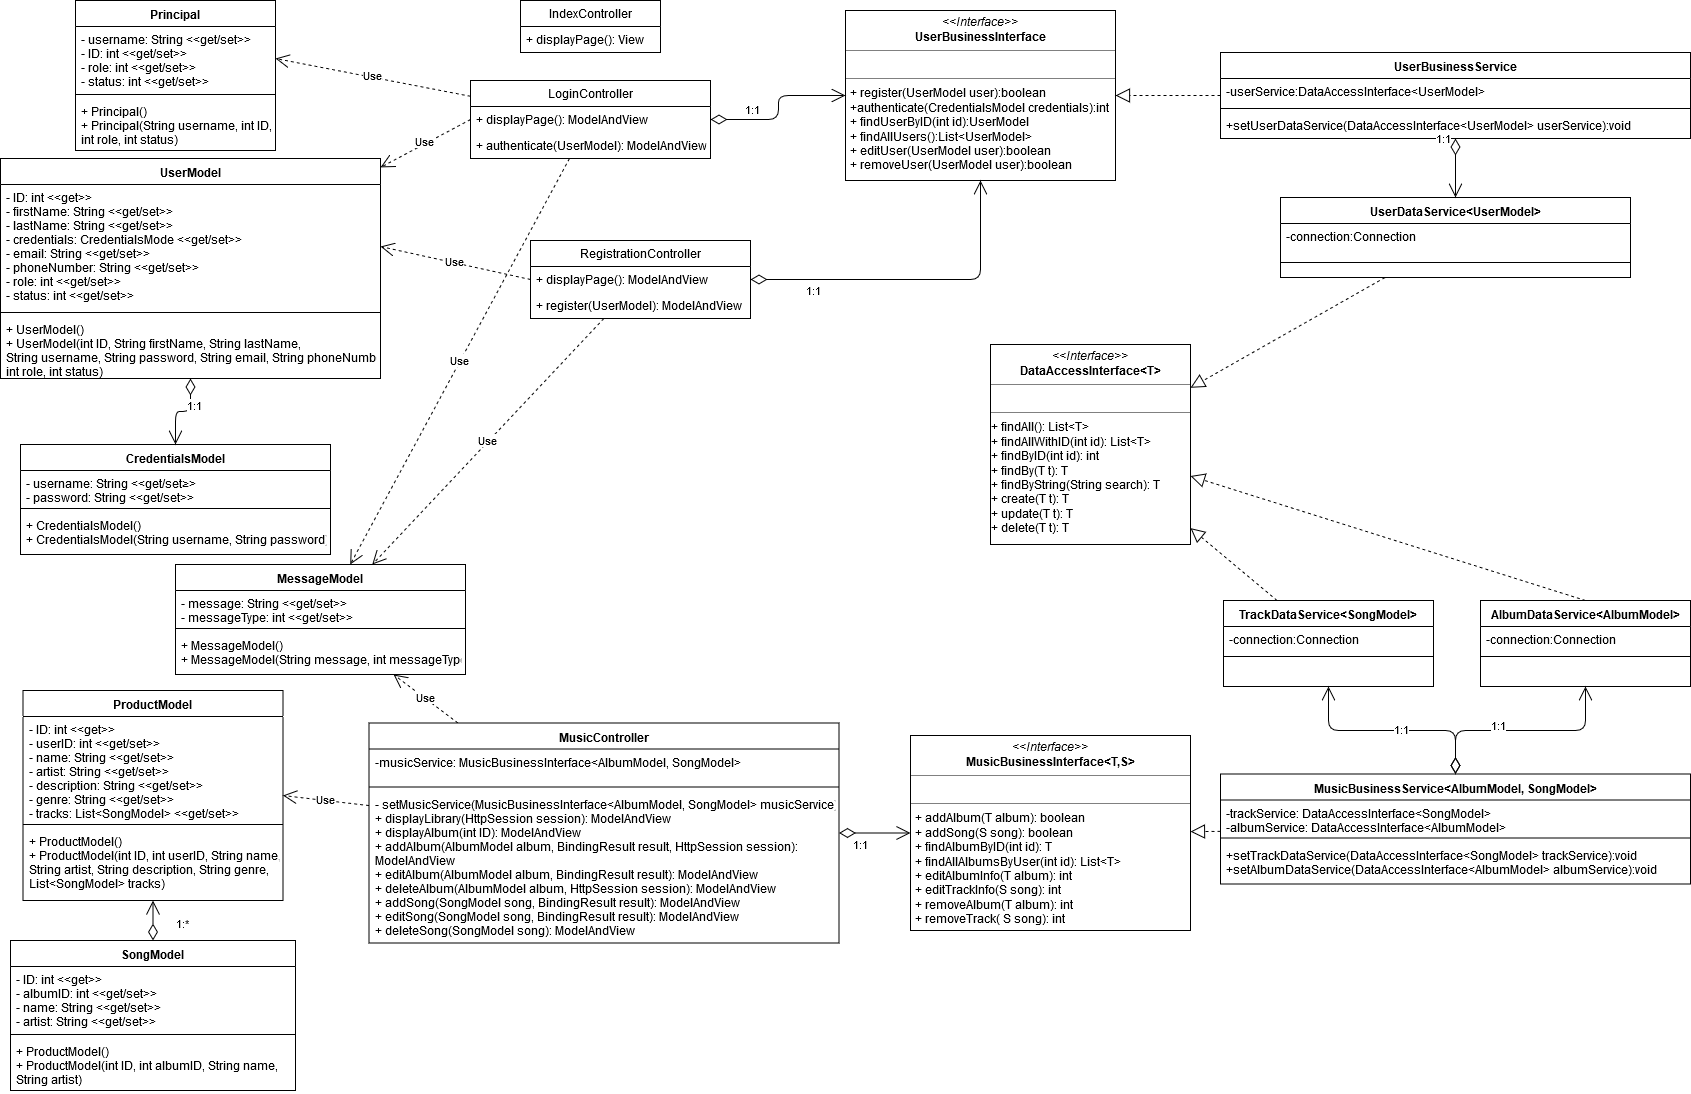 Principal
- username: String <<get/set>>
- ID: int <<get/set>>
- role: int <<get/set>>
- status: int <<get/set>>
+ Principal()
+ Principal(String username, int ID,
int role, int status)
IndexController
+ displayPage(): View
LoginController
+ displayPage(): ModelAndView
+ authenticate(UserModel): ModelAndView
Use
Use
1:1
<<Interface>>
UserBusinessInterface
+ register(UserModel user):boolean
+authenticate(CredentialsModel credentials):int
+ findUserByID(int id):UserModel
+ findAllUsers():List<UserModel>
+ editUser(UserModel user):boolean
+ removeUser(UserModel user):boolean
UserBusinessService
-userService:DataAccessInterface<UserModel>
+setUserDataService(DataAccessInterface<UserModel> userService):void
1:1
UserDataService<UserModel>
-connection:Connection
UserModel
- ID: int <<get>>
- firstName: String <<get/set>>
- lastName: String <<get/set>>
- credentials: CredentialsMode <<get/set>>
- email: String <<get/set>>
- phoneNumber: String <<get/set>>
- role: int <<get/set>>
- status: int <<get/set>>
+ UserModel()
+ UserModel(int ID, String firstName, String lastName,
String username, String password, String email, String phoneNumb
int role, int status)
Use
RegistrationController
+ displayPage(): ModelAndView
+ register(UserModel): ModelAndView
1:1
Use
Use
1:1
CredentialsModel
- username: String <<get/set>>
- password: String <<get/set>>
+ CredentialsModel()
+ CredentialsModel(String username, String password
<<Interface>>
DataAccessInterface<T>
+ findAll(): List<T>
+ findAllWithID(int id): List<T>
+ findByID(int id): int
+ findBy(T t): T
+ findByString(String search): T
+ create(T t): T
+ update(T t): T
+ delete(T t): T
MessageModel
- message: String <<get/set>>
- messageType: int <<get/set>>
+ MessageModel()
+ MessageModel(String message, int messageTyp
Use
TrackDataService<SongModel>
-connection:Connection
AlbumDataService<AlbumModel>
-connection:Connection
1:1
1:1
ProductModel
- ID: int <<get>>
- userID: int <<get/set>>
- name: String <<get/set>>
- artist: String <<get/set>>
- description: String <<get/set>>
- genre: String <<get/set>>
- tracks: List<SongModel> <<get/set>>
+ ProductModel()
+ ProductModel(int ID, int userID, String name,
String artist, String description, String genre,
List<SongModel> tracks)
Use
MusicController
-musicService: MusicBusinessInterface<AlbumModel, SongModel>
- setMusicService(MusicBusinessInterface<AlbumModel, SongModel> musicService
+ displayLibrary(HttpSession session): ModelAndView
+ displayAlbum(int ID): ModelAndView
+ addAlbum(AlbumModel album, BindingResult result, HttpSession session):
ModelAndView
+ editAlbum(AlbumModel album, BindingResult result): ModelAndView
+ deleteAlbum(AlbumModel album, HttpSession session): ModelAndView
+ addSong(SongModel song, BindingResult result): ModelAndView
+ editSong(SongModel song, BindingResult result): ModelAndView
+ deleteSong(SongModel song): ModelAndView
1:1
<<Interface>>
MusicBusinessInterface<T,S>
+ addAlbum(T album): boolean
+ addSong(S song): boolean
+ findAlbumByID(int id): T
+ findAllAlbumsByUser(int id): List<T>
+ editAlbumInfo(T album): int
+ editTrackInfo(S song): int
+ removeAlbum(T album): int
+ removeTrack( S song): int
MusicBusinessService<AlbumModel, SongModel>
-trackService: DataAccessInterface<SongModel>
-albumService: DataAccessInterface<AlbumModel>
+setTrackDataService(DataAccessInterface<SongModel> trackService):void
+setAlbumDataService(DataAccessInterface<AlbumModel> albumService):void
1:*
SongModel
- ID: int <<get>>
- albumID: int <<get/set>>
- name: String <<get/set>>
- artist: String <<get/set>>
+ ProductModel()
+ ProductModel(int ID, int albumID, String name,
String artist)